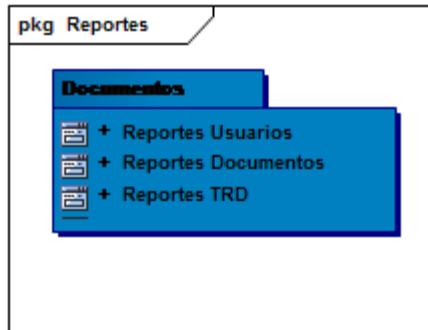 pkg Reportes
Documentos
+ Reportes Usuarios
+ Reportes Documentos
+ Reportes TRD